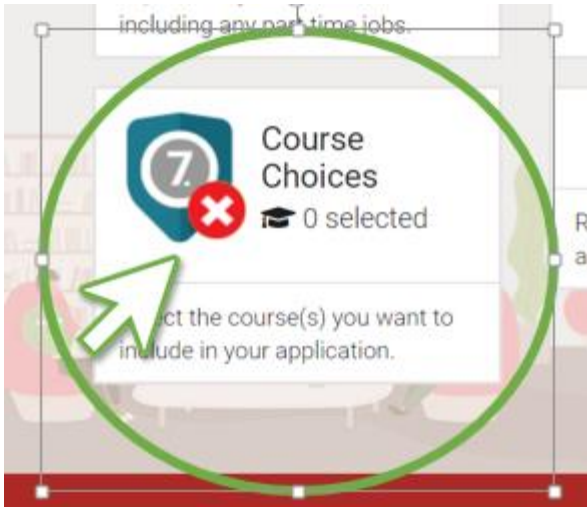 including any part time jobs.
7.
Course
Choices
0 selected
the course(s) you want to
include in your application.
R
a